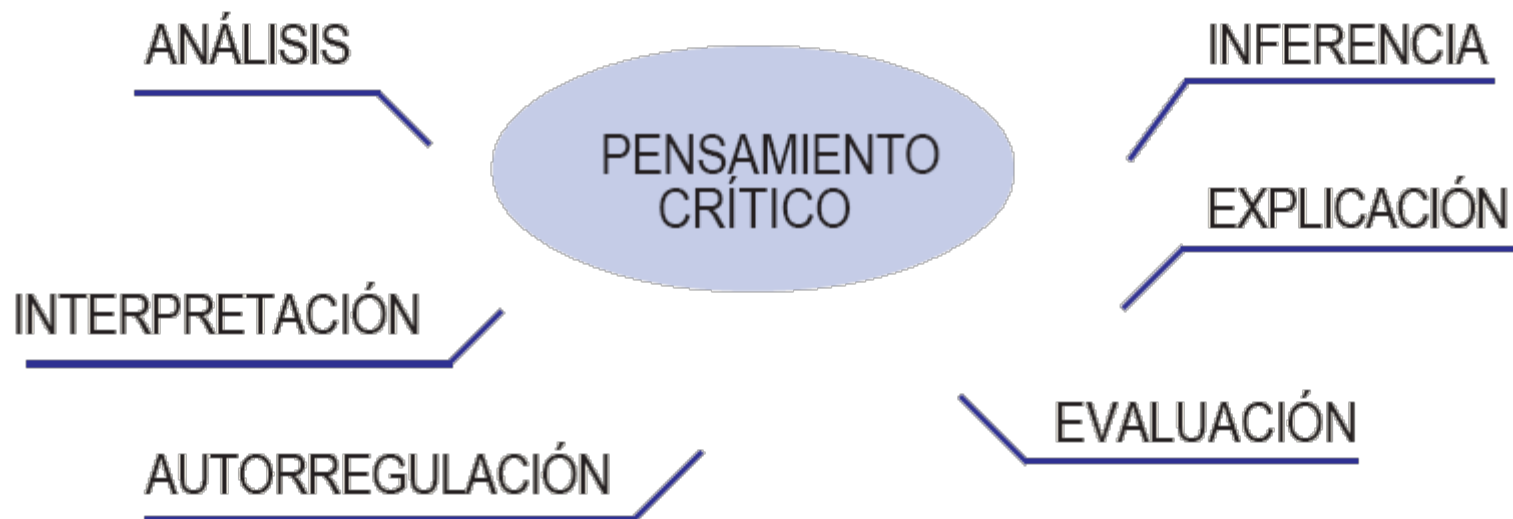 ANÁLISIS
INFERENCIA
PENSAMIENTO
CRÍTICO
EXPLICACIÓN
INTERPRETACIÓN
EVALUACIÓN
AUTORREGULACIÓN